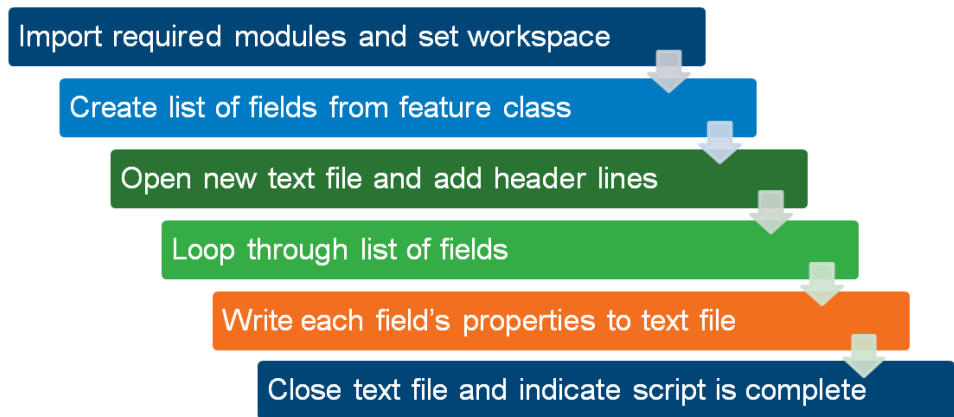 Import required modules and set workspace
Create list of fields from feature class
Open new text file and add header lines
Loop through list of fields
Write each field's properties to text file
Close text file and indicate script is complete